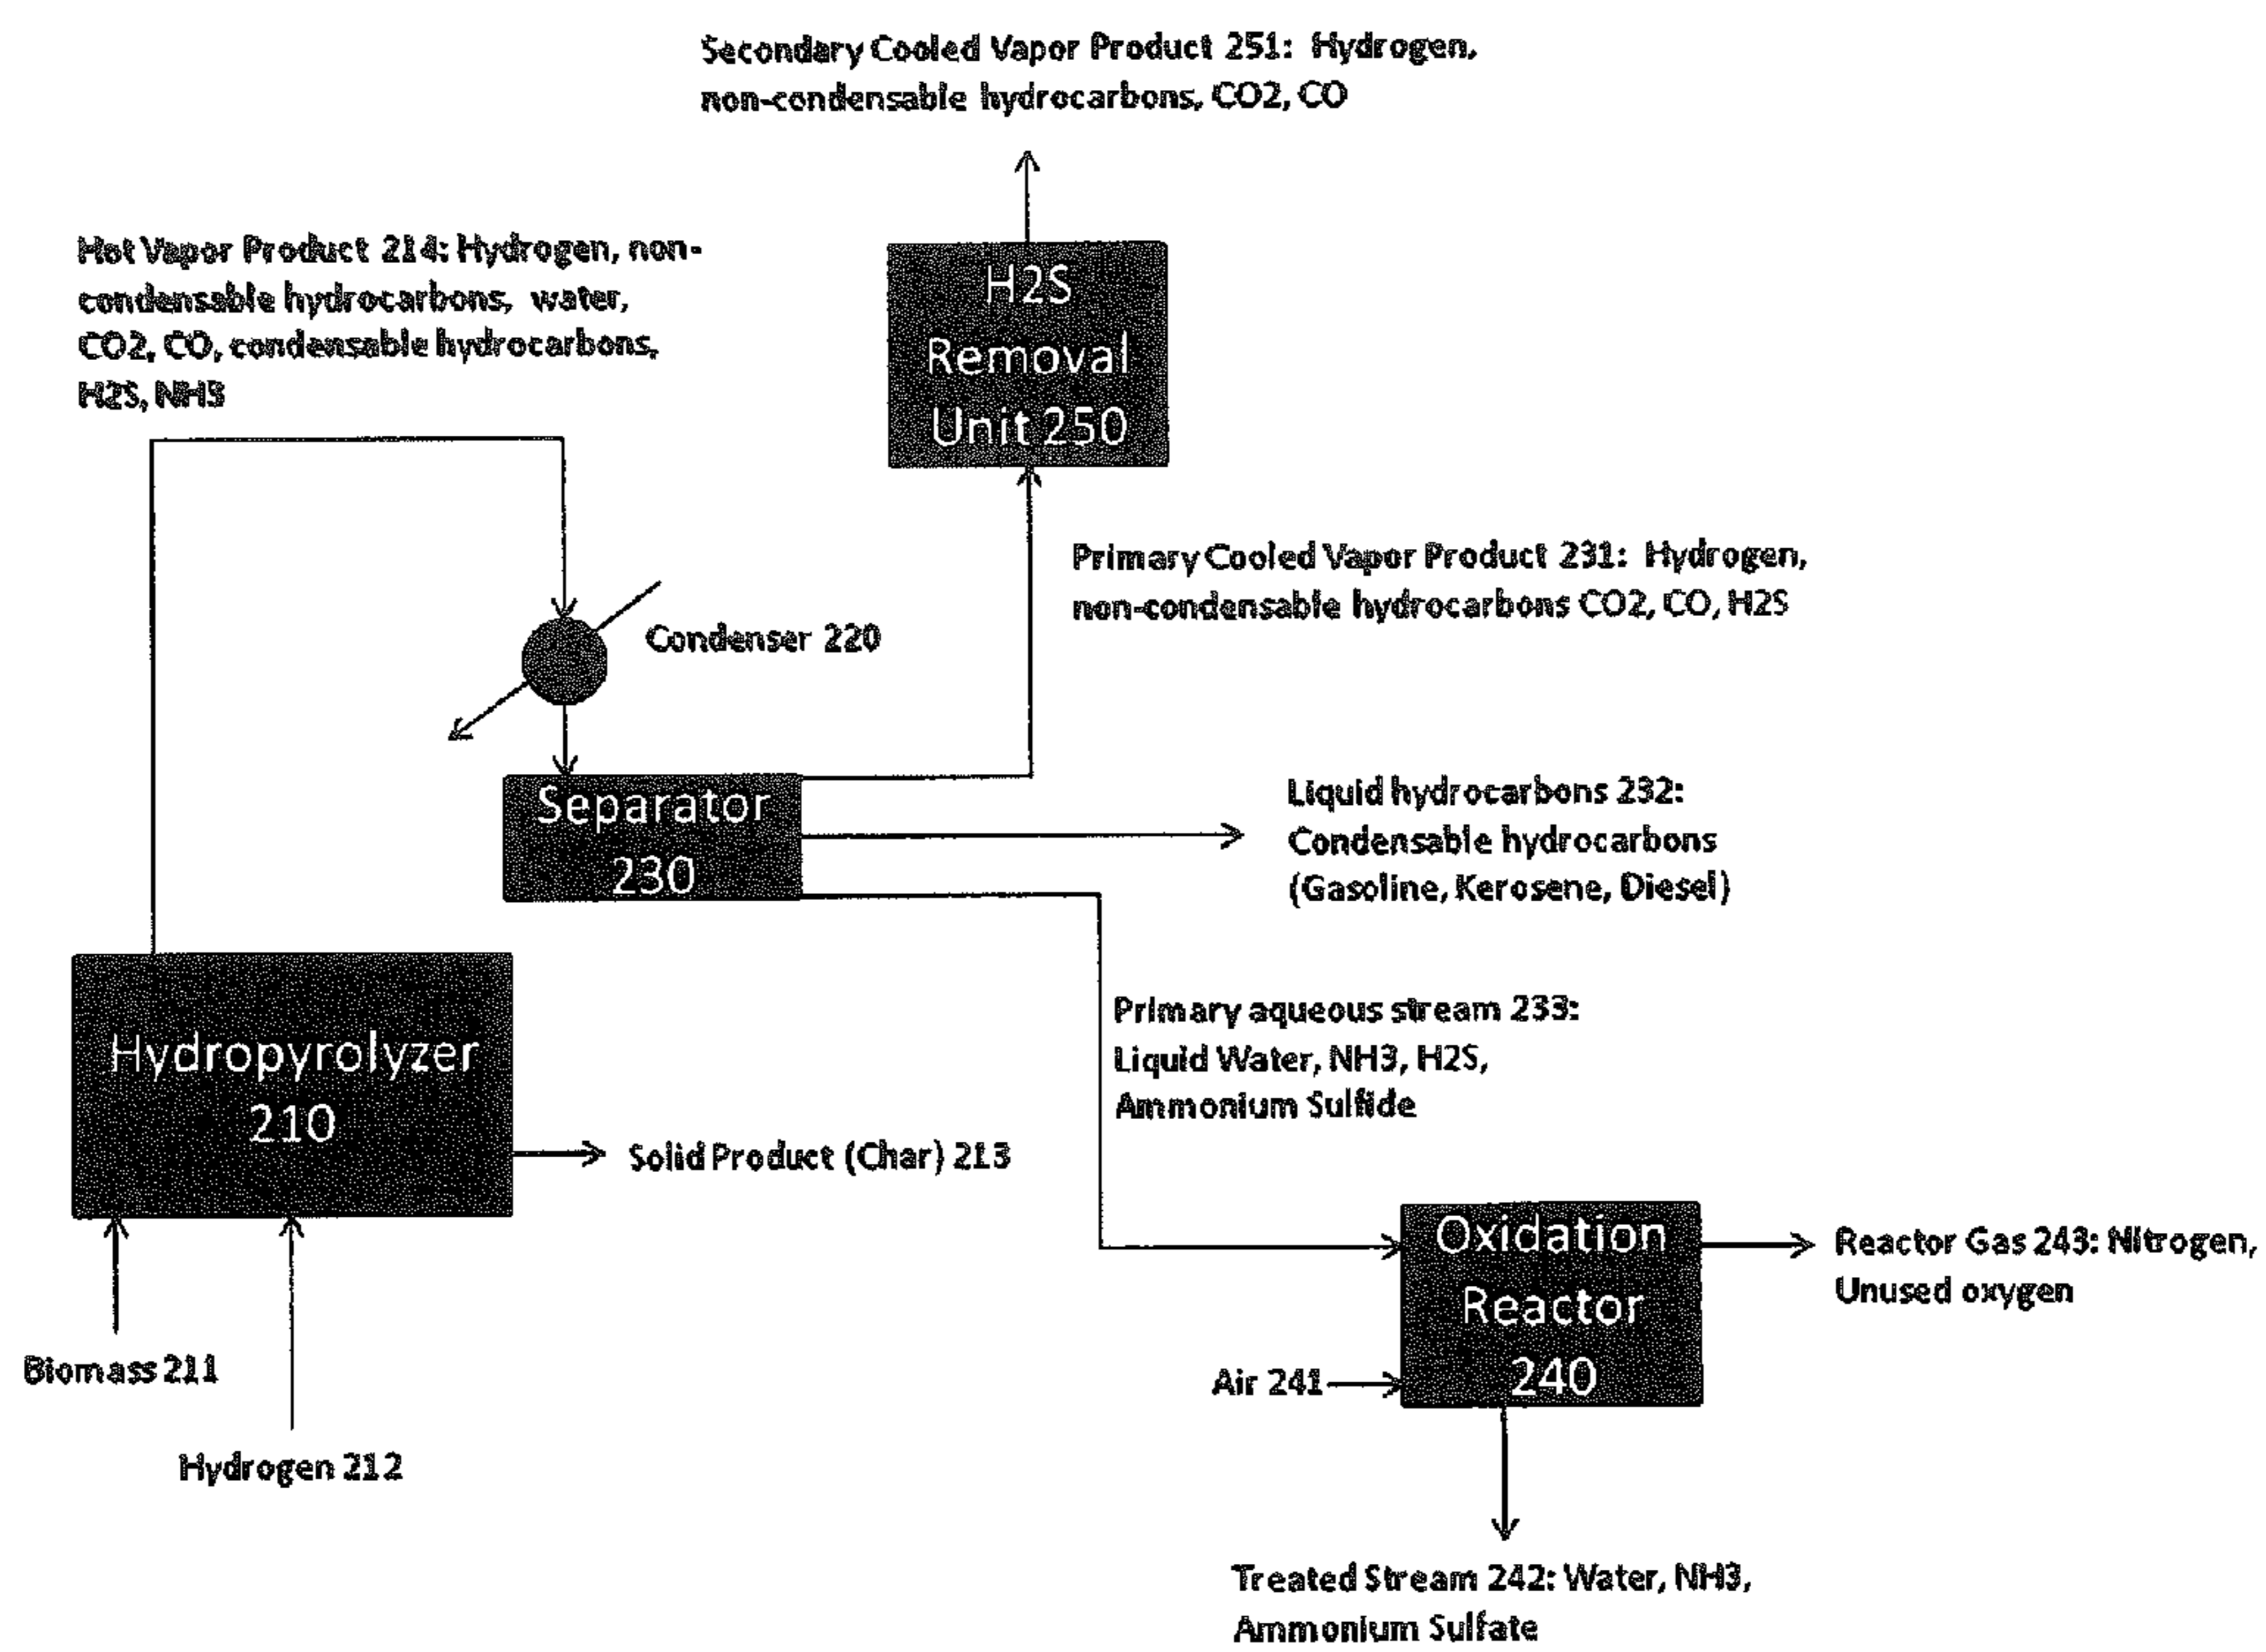 Secondary Cooled Vapor Product 251: Hydrogen,
non-condensable hydrocarbons, CO2, CO
Hot Vapor Product 214: Hydrogen, non-
condensable hydrocarbons, water,
CO2, CO, condensable hydrocarbons,
H2S, NH3
H2S
Removal
Unit 250
Primary Cooled Vapor Product 231: Hydrogen,
non-condensable hydrocarbons CO2, CO, H2S
Condenser 220
Separator
230
Liquid hydrocarbons 232:
Condensable hydrocarbons
(Gasoline, Kerosene, Diesel)
Hydropyrolyzer
210
Primary aqueous stream 233:
Liquid Water, NH3, H2S,
Ammonium Sulfide
Solid Product (Char) 213
Oxidation
Reactor
240
Reactor Gas 243: Nitrogen,
Unused oxygen
Biomass 211
Air 241
Hydrogen 212
Treated Stream 242: Water, NH3,
Ammonium Sulfate